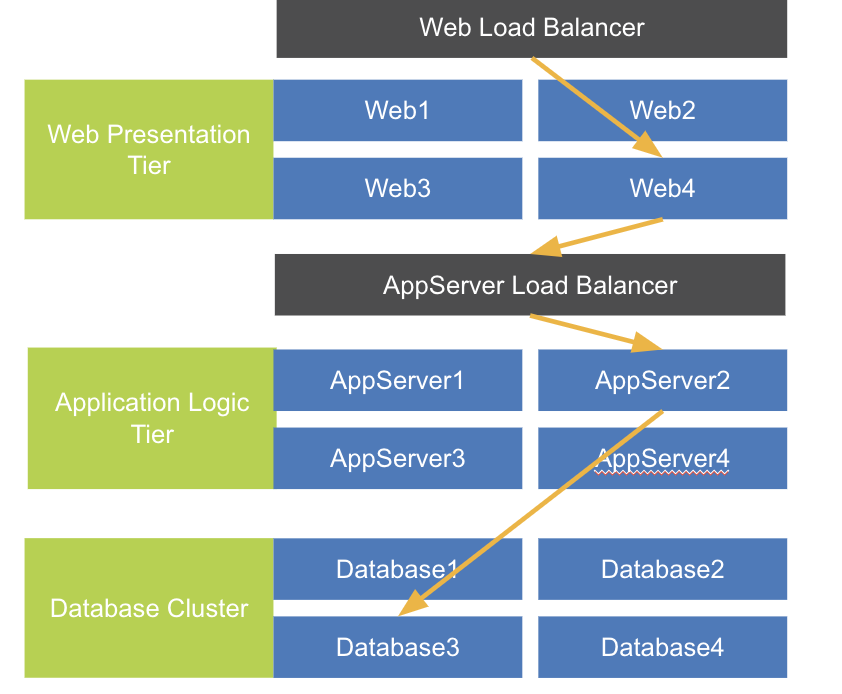 Web Load Balancer
Web Presentation
Tier
Web1
Web2
Web3
Web4
AppServer Load Balancer
Application Logic
Tier
AppServer1
AppServer2
AppServer3
AppServer4
Database Cluster
Database1
Database2
Database3
Database4